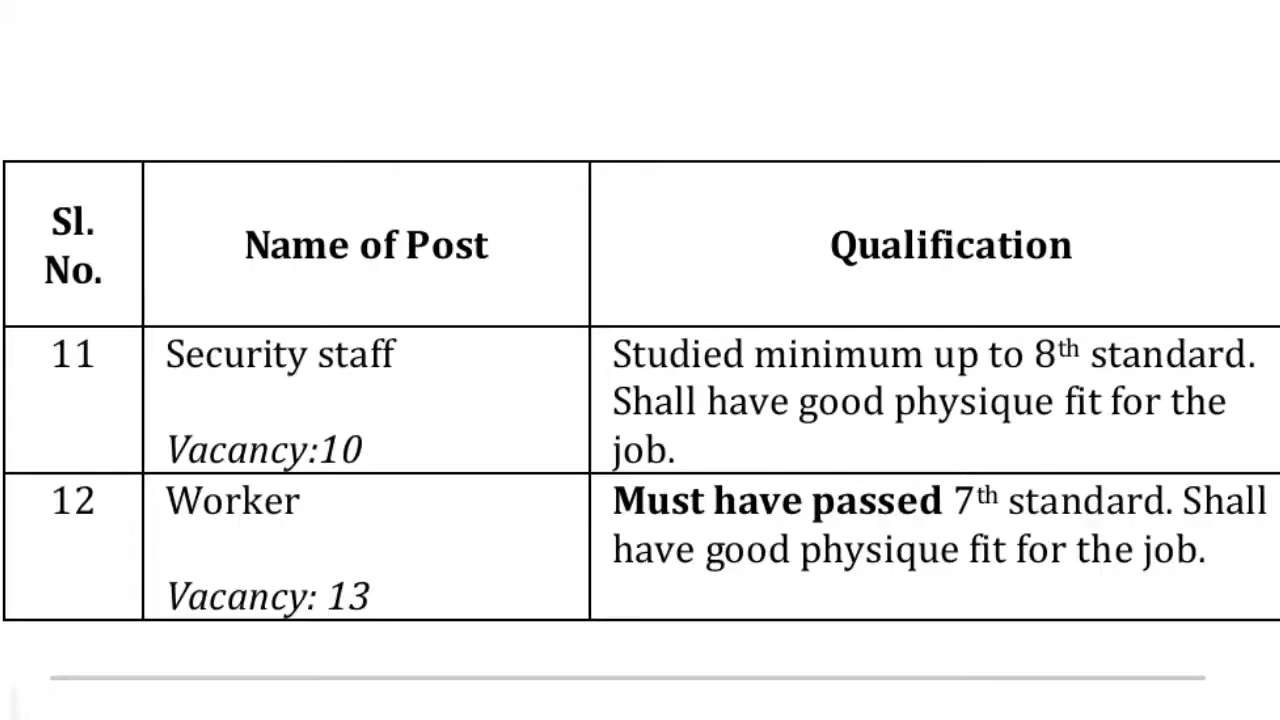 Sl.
No.
Name of Post
Qualification
11
Security staff
Vacancy:10
Studied minimum up to 8th standard.
Shall have good physique fit for the
job.
12
Worker
Vacancy: 13
Must have passed 7th standard. Shall
have good physique fit for the job.